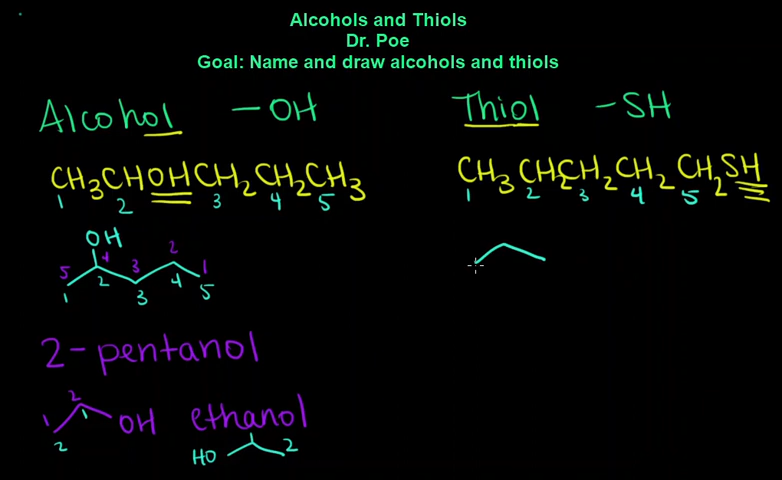 Alcohols and Thiols
Dr. Poe
Goal: Name and draw alcohols and thiols
Alcohol -OH
CH3CHOHCH2CH2CH3
1 2 3 4 5
OH
5 4 3 2 1
1 2 3 4 5
2-pentanol
1 2 OH ethanol
2 1
HO 2
Thiol -SH
CH3CH2CH2CH2CH2SH
1 2 3 4 5